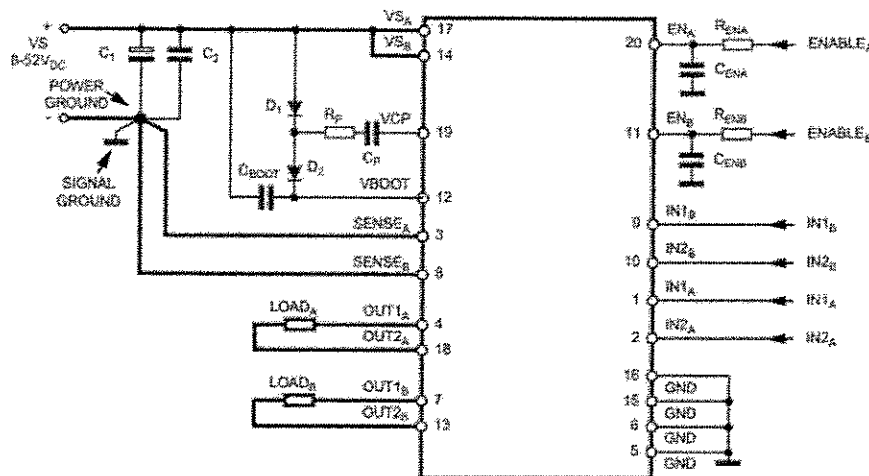 +
VS
8-52V_DC
C1
C2
POWER
GROUND
-
SIGNAL
GROUND
D1
RP
CP
VCP
CBOOT
D2
VBOOT
VSA
17
VSB
14
19
12
SENSEA
3
SENSEB
8
LOADA
OUT1A
4
OUT2A
18
LOADB
OUT1B
7
OUT2B
13
20
ENA
RENA
ENABLEA
CENA
11
ENB
RENB
ENABLEB
CENB
9
IN1B
IN1B
10
IN2B
IN2B
1
IN1A
IN1A
2
IN2A
IN2A
16
GND
15
GND
6
GND
5
GND